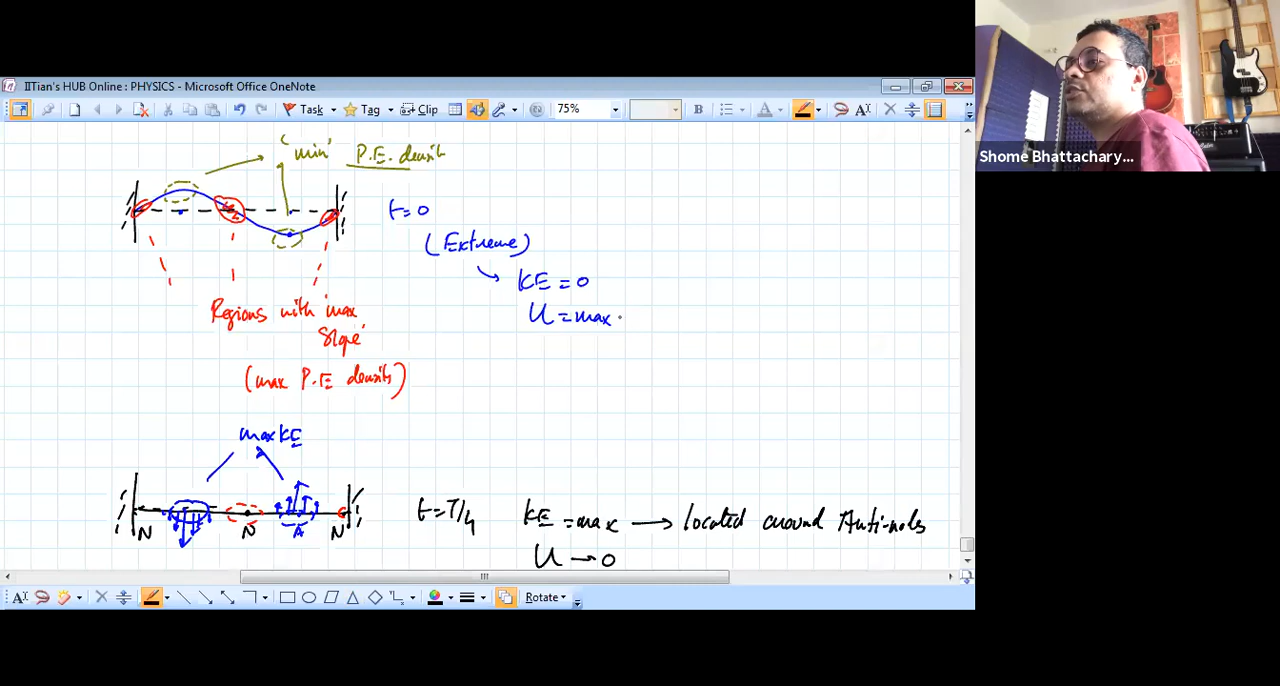 IITian's HUB Online : PHYSICS - Microsoft Office OneNote
Task Tag Clip 75% B A
min P.E. densit
t=0
(Extreme)
KE = 0
U = max
Regions with 'max
slope'
(max P.E density)
max KE
N N A N
t=T/4
KE = max → located around Anti-nodes
U → 0
Rotate
Shome Bhattachary...